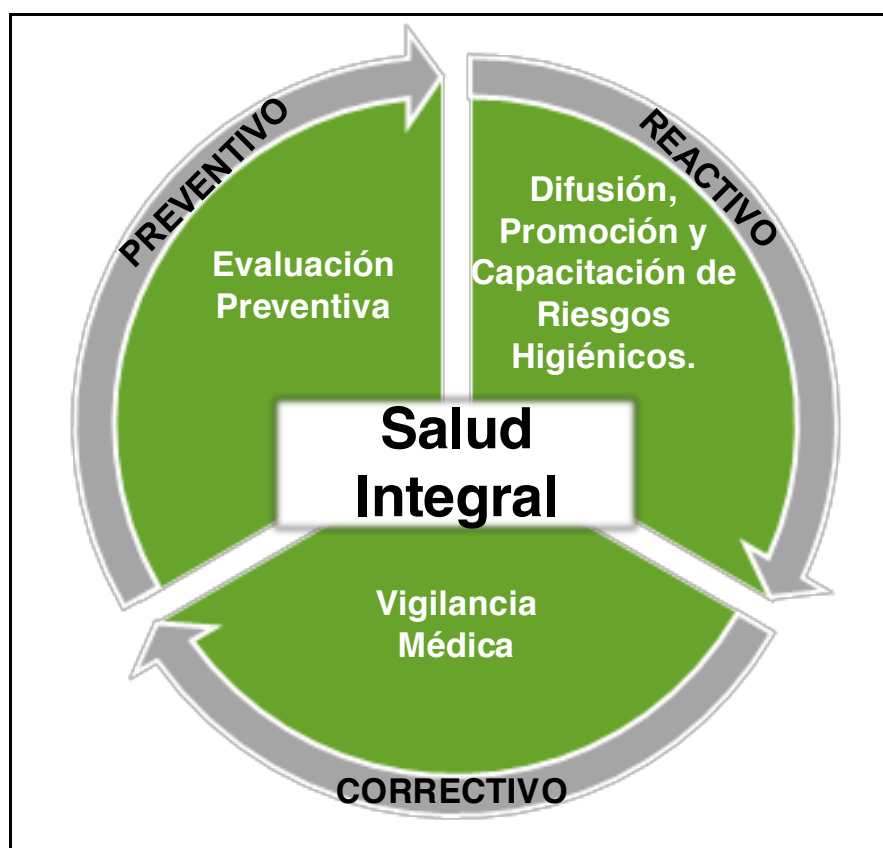 PREVENTIVO
REACTIVO
Difusión,
Promoción y
Capacitación de
Riesgos
Higiénicos.
Evaluación
Preventiva
Salud
Integral
Vigilancia
Médica
CORRECTIVO